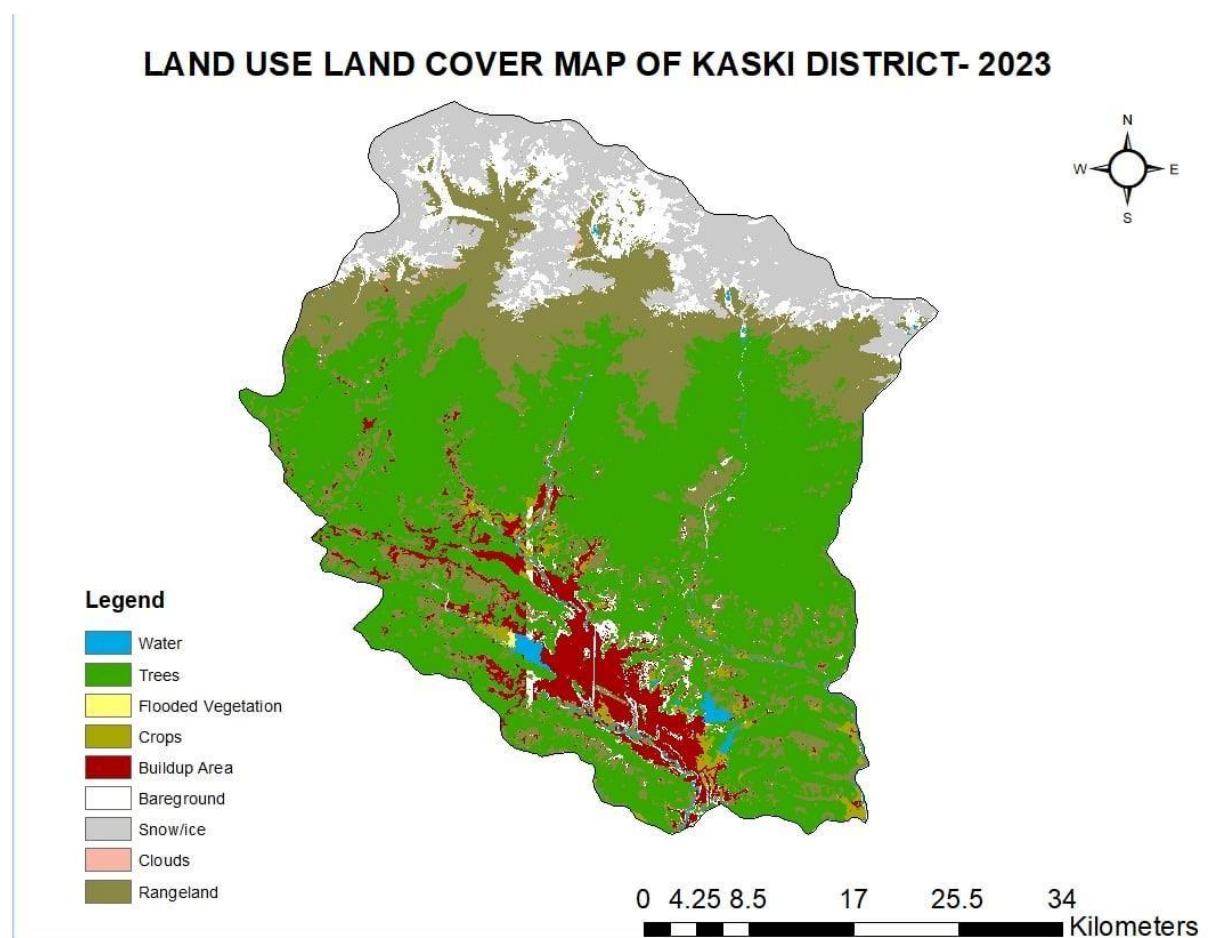 LAND USE LAND COVER MAP OF KASKI DISTRICT- 2023
N
W E
S
Legend
Water
Trees
Flooded Vegetation
Crops
Buildup Area
Bareground
Snow/ice
Clouds
Rangeland
0 4.25 8.5 17 25.5 34
Kilometers